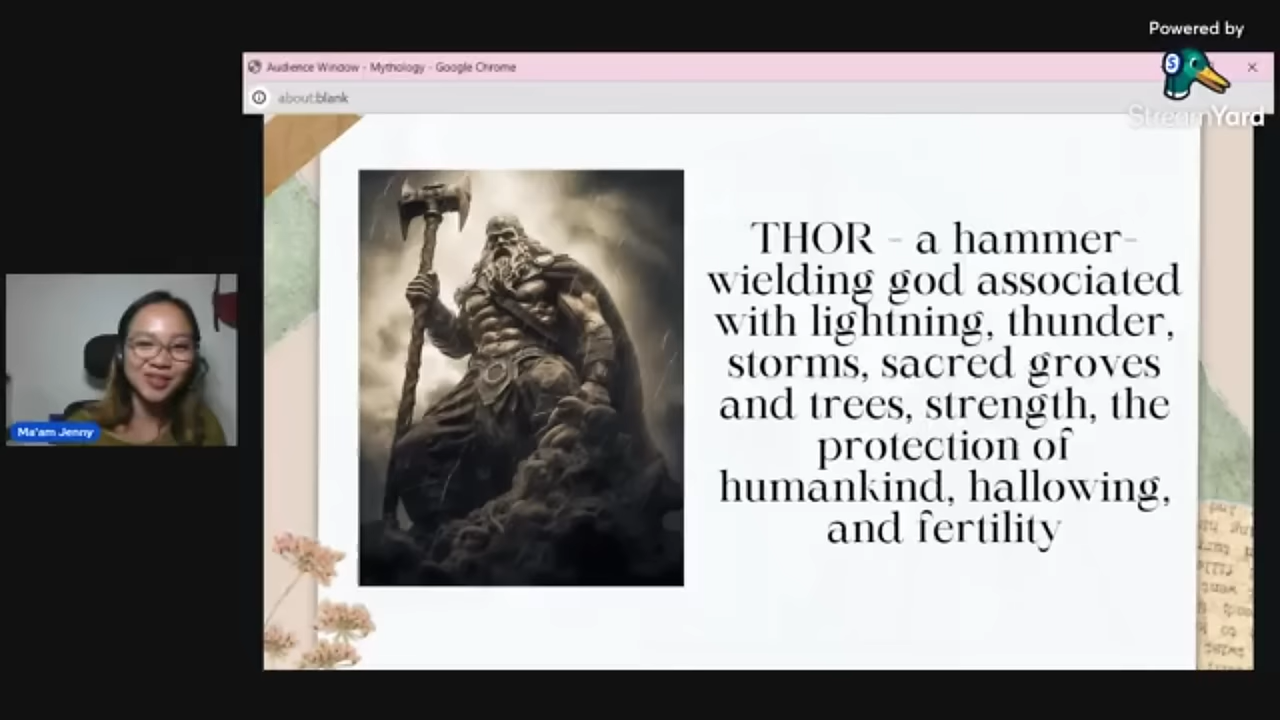 Powered by
StreamYard
Audience Window - Mythology - Google Chrome
about:blank
Ma'am Jenny
THOR - a hammer-
wielding god associated
with lightning, thunder,
storms, sacred groves
and trees, strength, the
protection of
humankind, hallowing,
and fertility